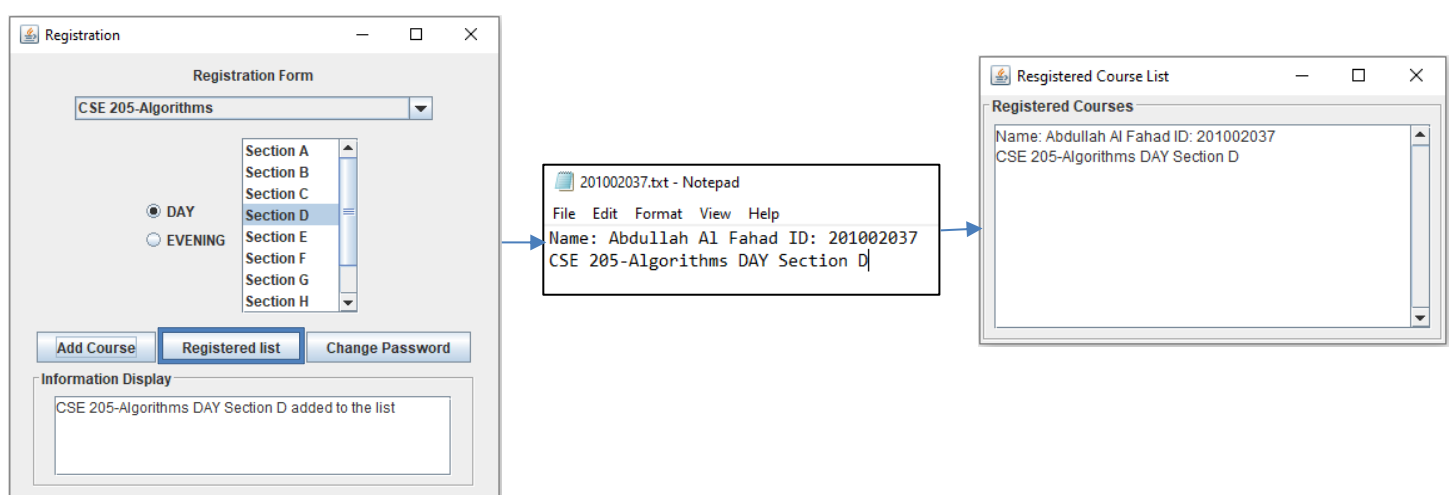 Registration
Registration Form
CSE 205-Algorithms
Section A
Section B
Section C
DAY
Section D
EVENING
Section E
Section F
Section G
Section H
Add Course
Registered list
Change Password
Information Display
CSE 205-Algorithms DAY Section D added to the list
201002037.txt - Notepad
File Edit Format View Help
Name: Abdullah Al Fahad ID: 201002037
CSE 205-Algorithms DAY Section D
Resgistered Course List
Registered Courses
Name: Abdullah Al Fahad ID: 201002037
CSE 205-Algorithms DAY Section D